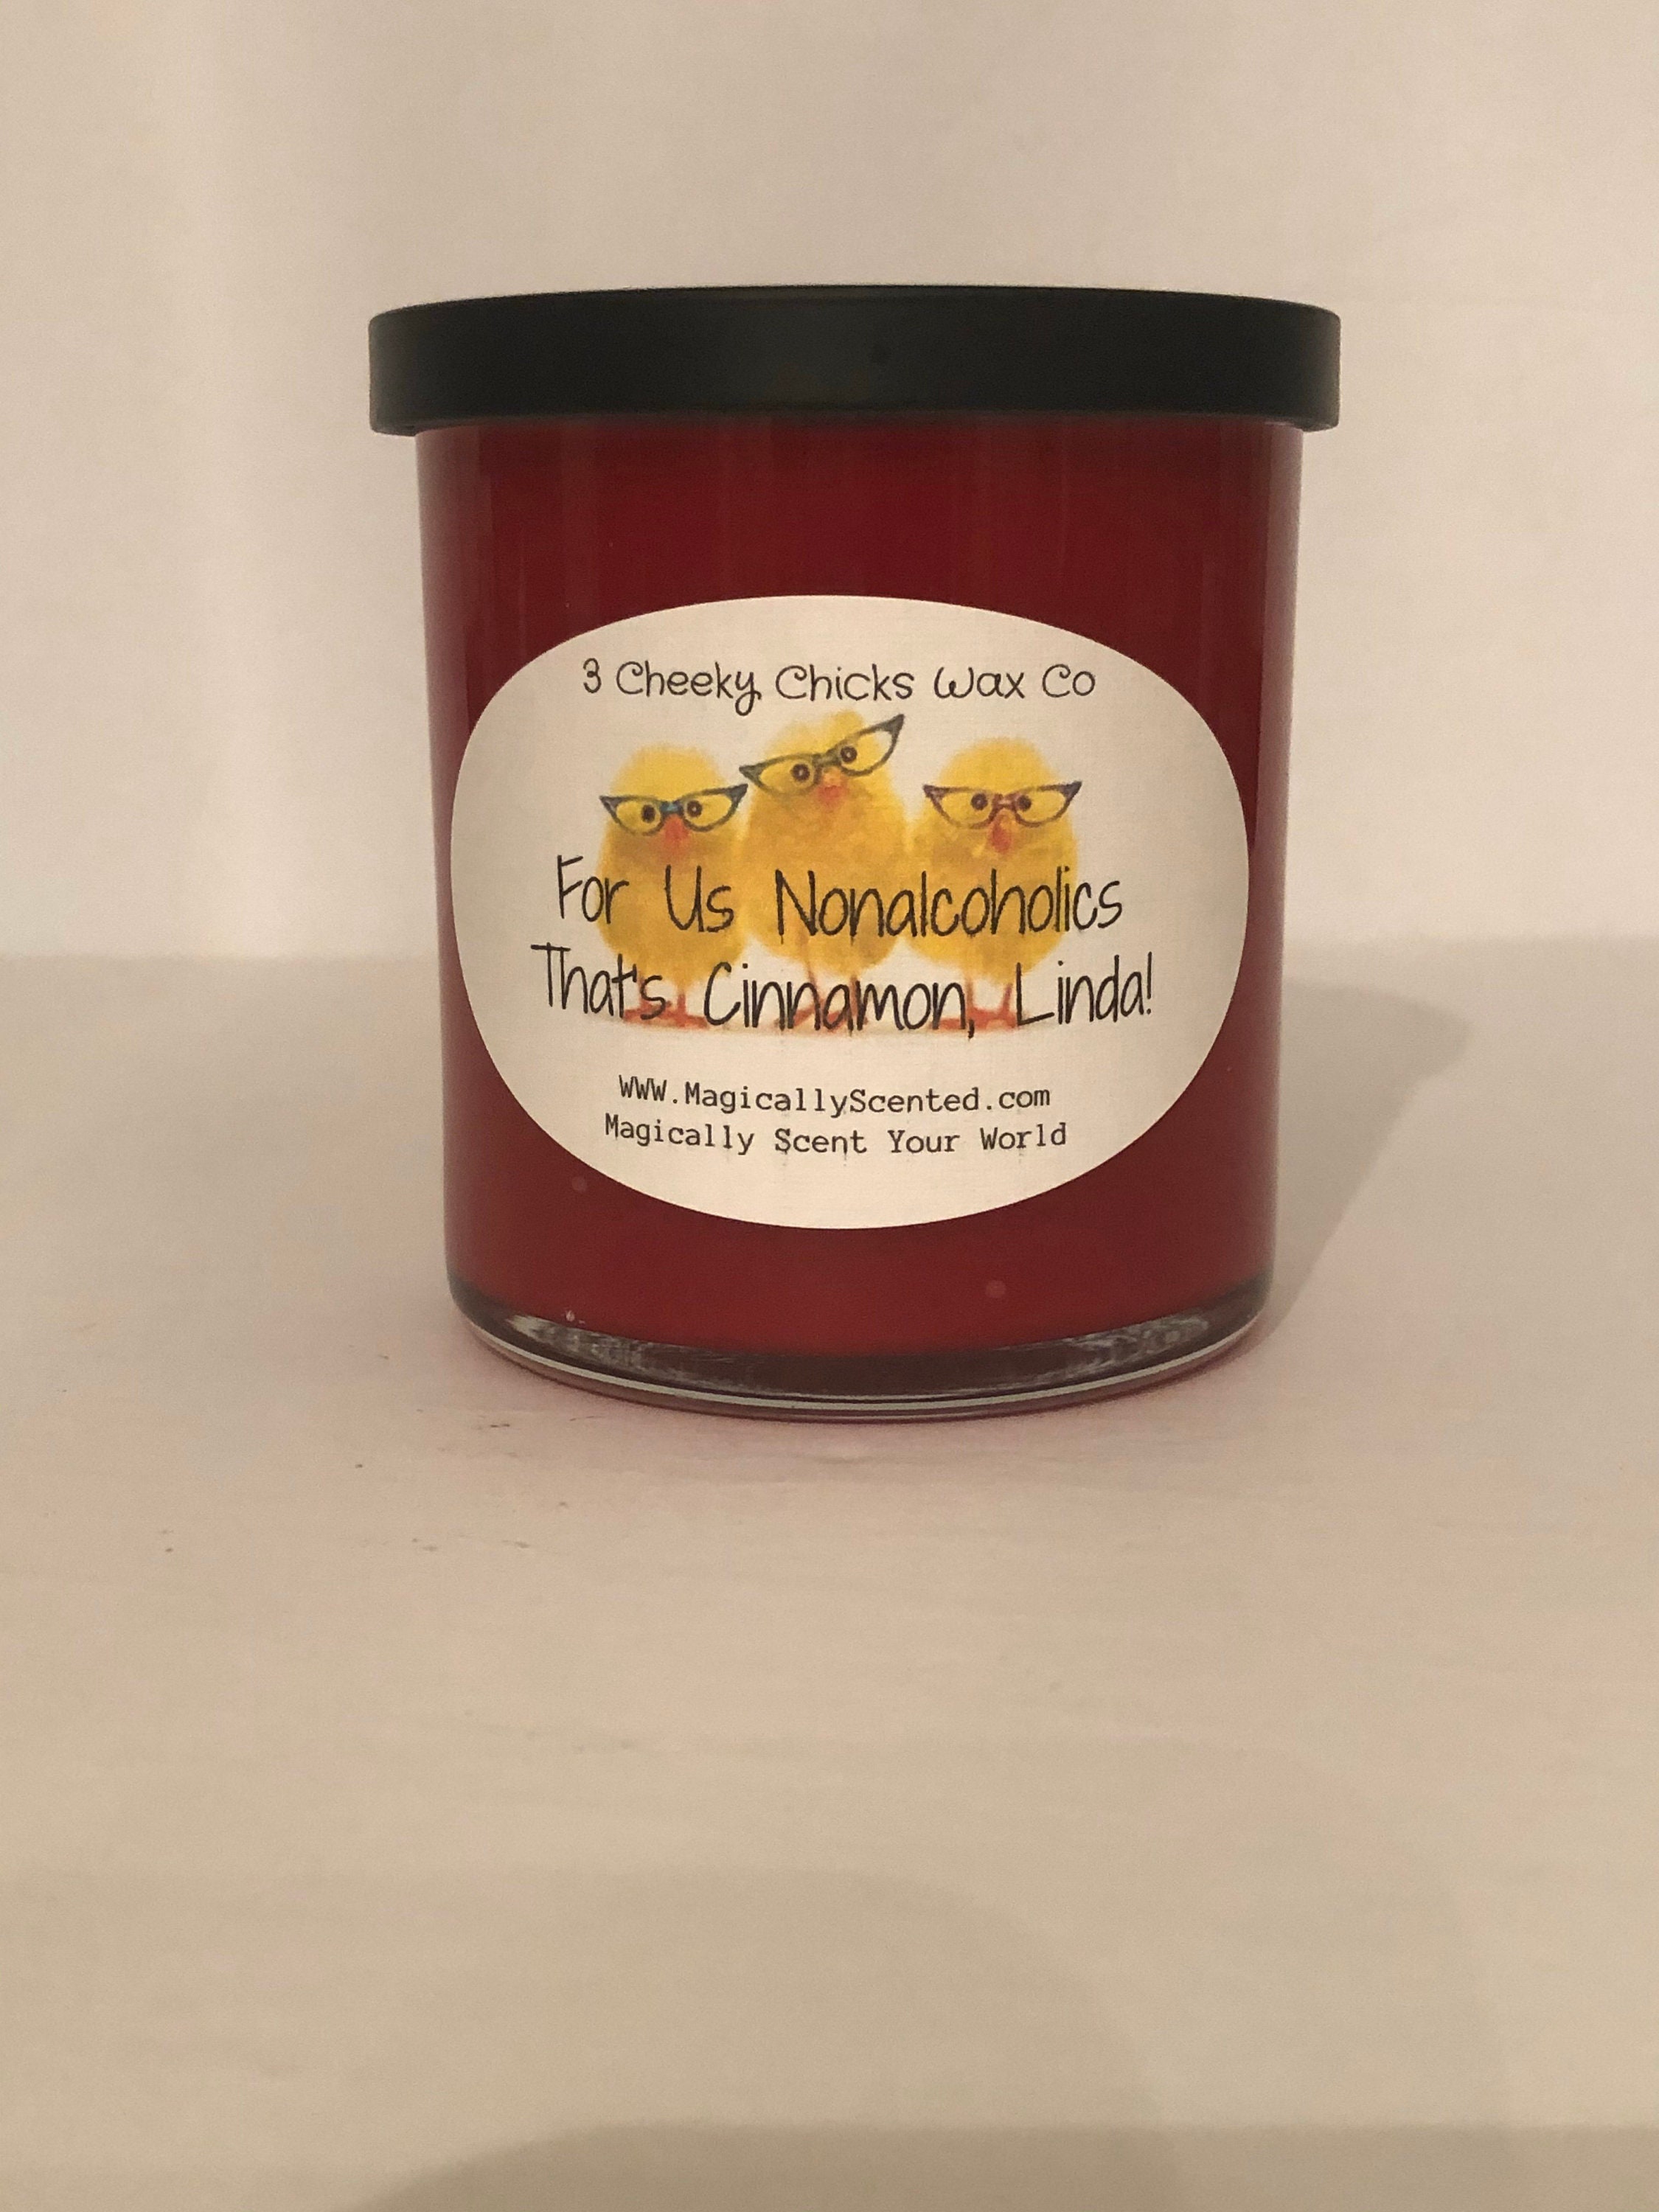 3 Cheeky Chicks Wax Co
For Us Nonalcoholics
That's Cinnamon, Linda!
WWW.MagicallyScented.com
Magically Scent Your World